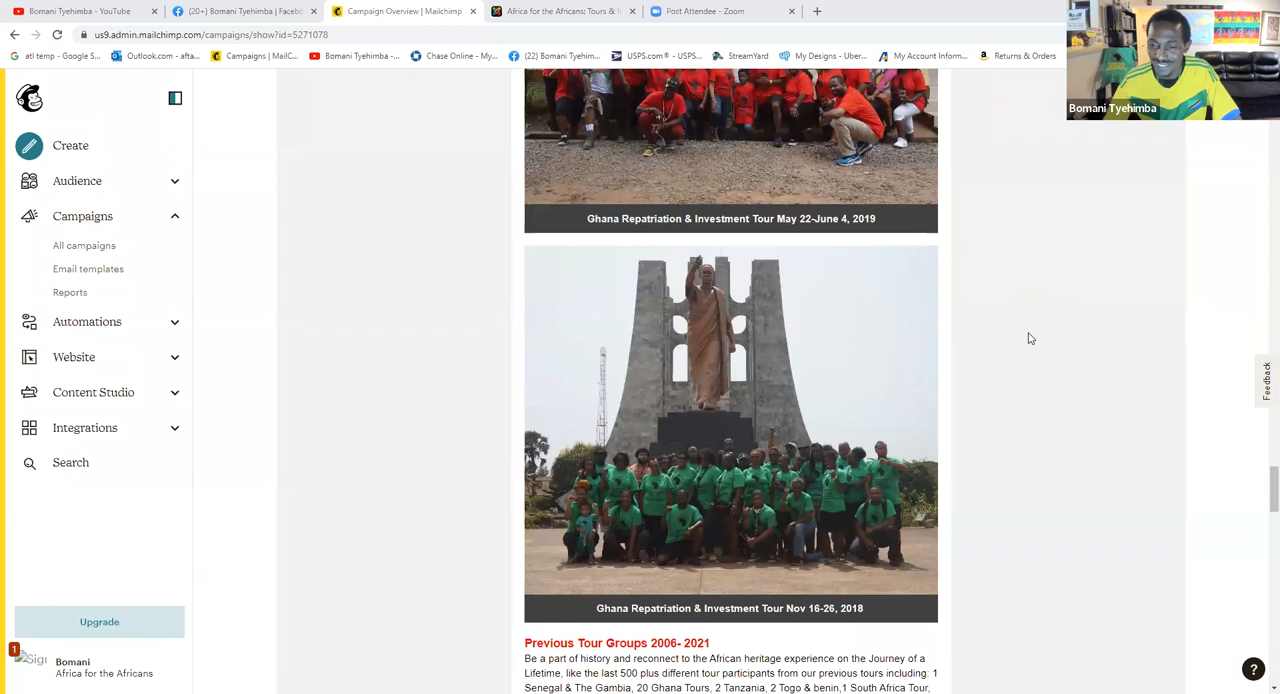 Bomani Tyehimba - YouTube
(20+) Bomani Tyehimba | Facebo
Campaign Overview | Mailchimp
Africa for the Africans: Tours & I
Post Attendee - Zoom
us9.admin.mailchimp.com/campaigns/show?id=5271078
atl temp - Google S...
Outlook.com - afta...
Campaigns | MailC...
Bomani Tyehimba -...
Chase Online - My...
(22) Bomani Tyehim...
USPS.com® - USPS...
StreamYard
My Designs - Uber...
My Account Inform...
Returns & Orders
Bomani Tyehimba
Create
Audience
Campaigns
All campaigns
Email templates
Reports
Automations
Website
Content Studio
Integrations
Search
Upgrade
1
Bomani
Africa for the Africans
Ghana Repatriation & Investment Tour May 22-June 4, 2019
Ghana Repatriation & Investment Tour Nov 16-26, 2018
Previous Tour Groups 2006- 2021
Be a part of history and reconnect to the African heritage experience on the Journey of a
Lifetime, like the last 500 plus different tour participants from our previous tours including: 1
Senegal & The Gambia, 20 Ghana Tours, 2 Tanzania, 2 Togo & benin,1 South Africa Tour,
Feedback
?